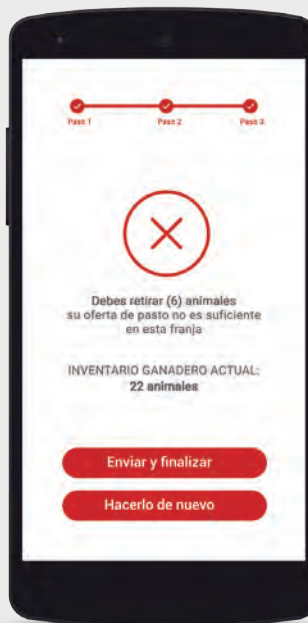 Paso 1 Paso 2 Paso 3
Debes retirar (6) animales
su oferta de pasto no es suficiente
en esta franja
INVENTARIO GANADERO ACTUAL:
22 animales
Enviar y finalizar
Hacerlo de nuevo